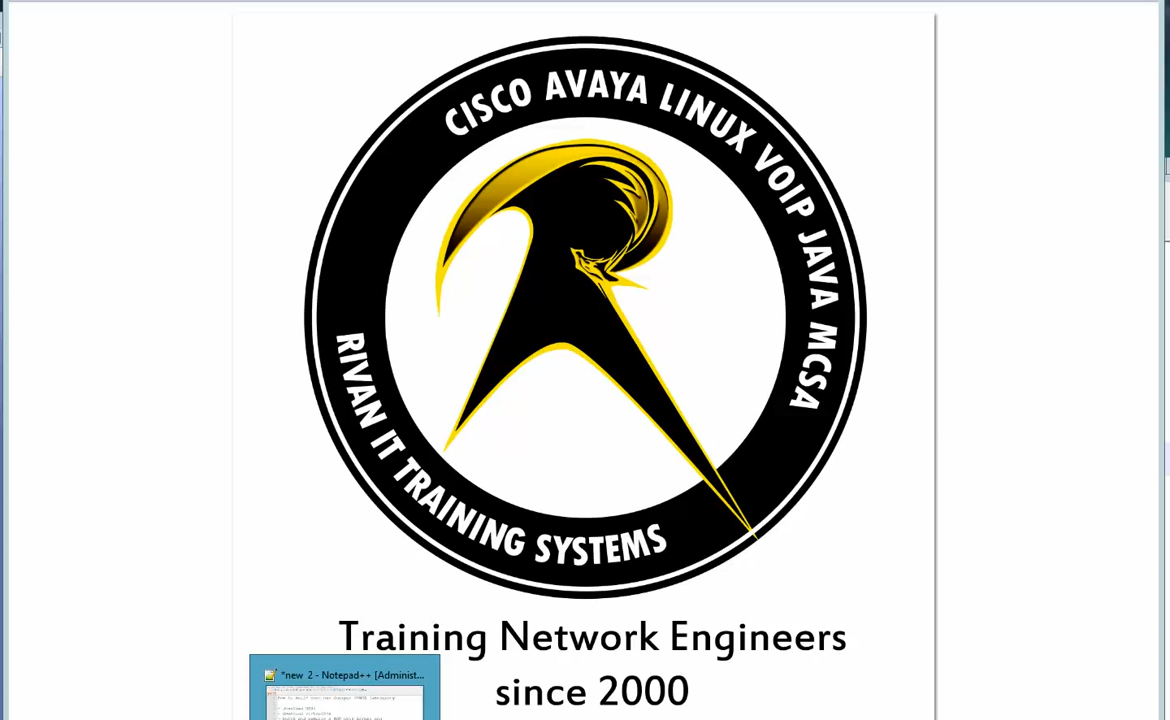 CISCO AVAYA LINUX VOIP JAVA MCSA
RIVAN IT TRAINING SYSTEMS
Training Network Engineers
since 2000
*new 2 - Notepad++ [Administ...